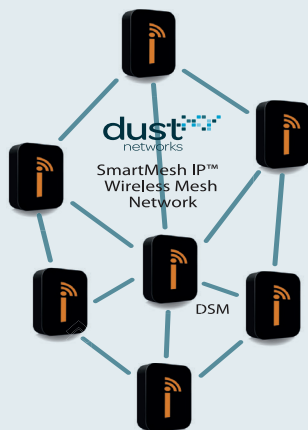 dust
networks
SmartMesh IP™
Wireless Mesh
Network
DSM